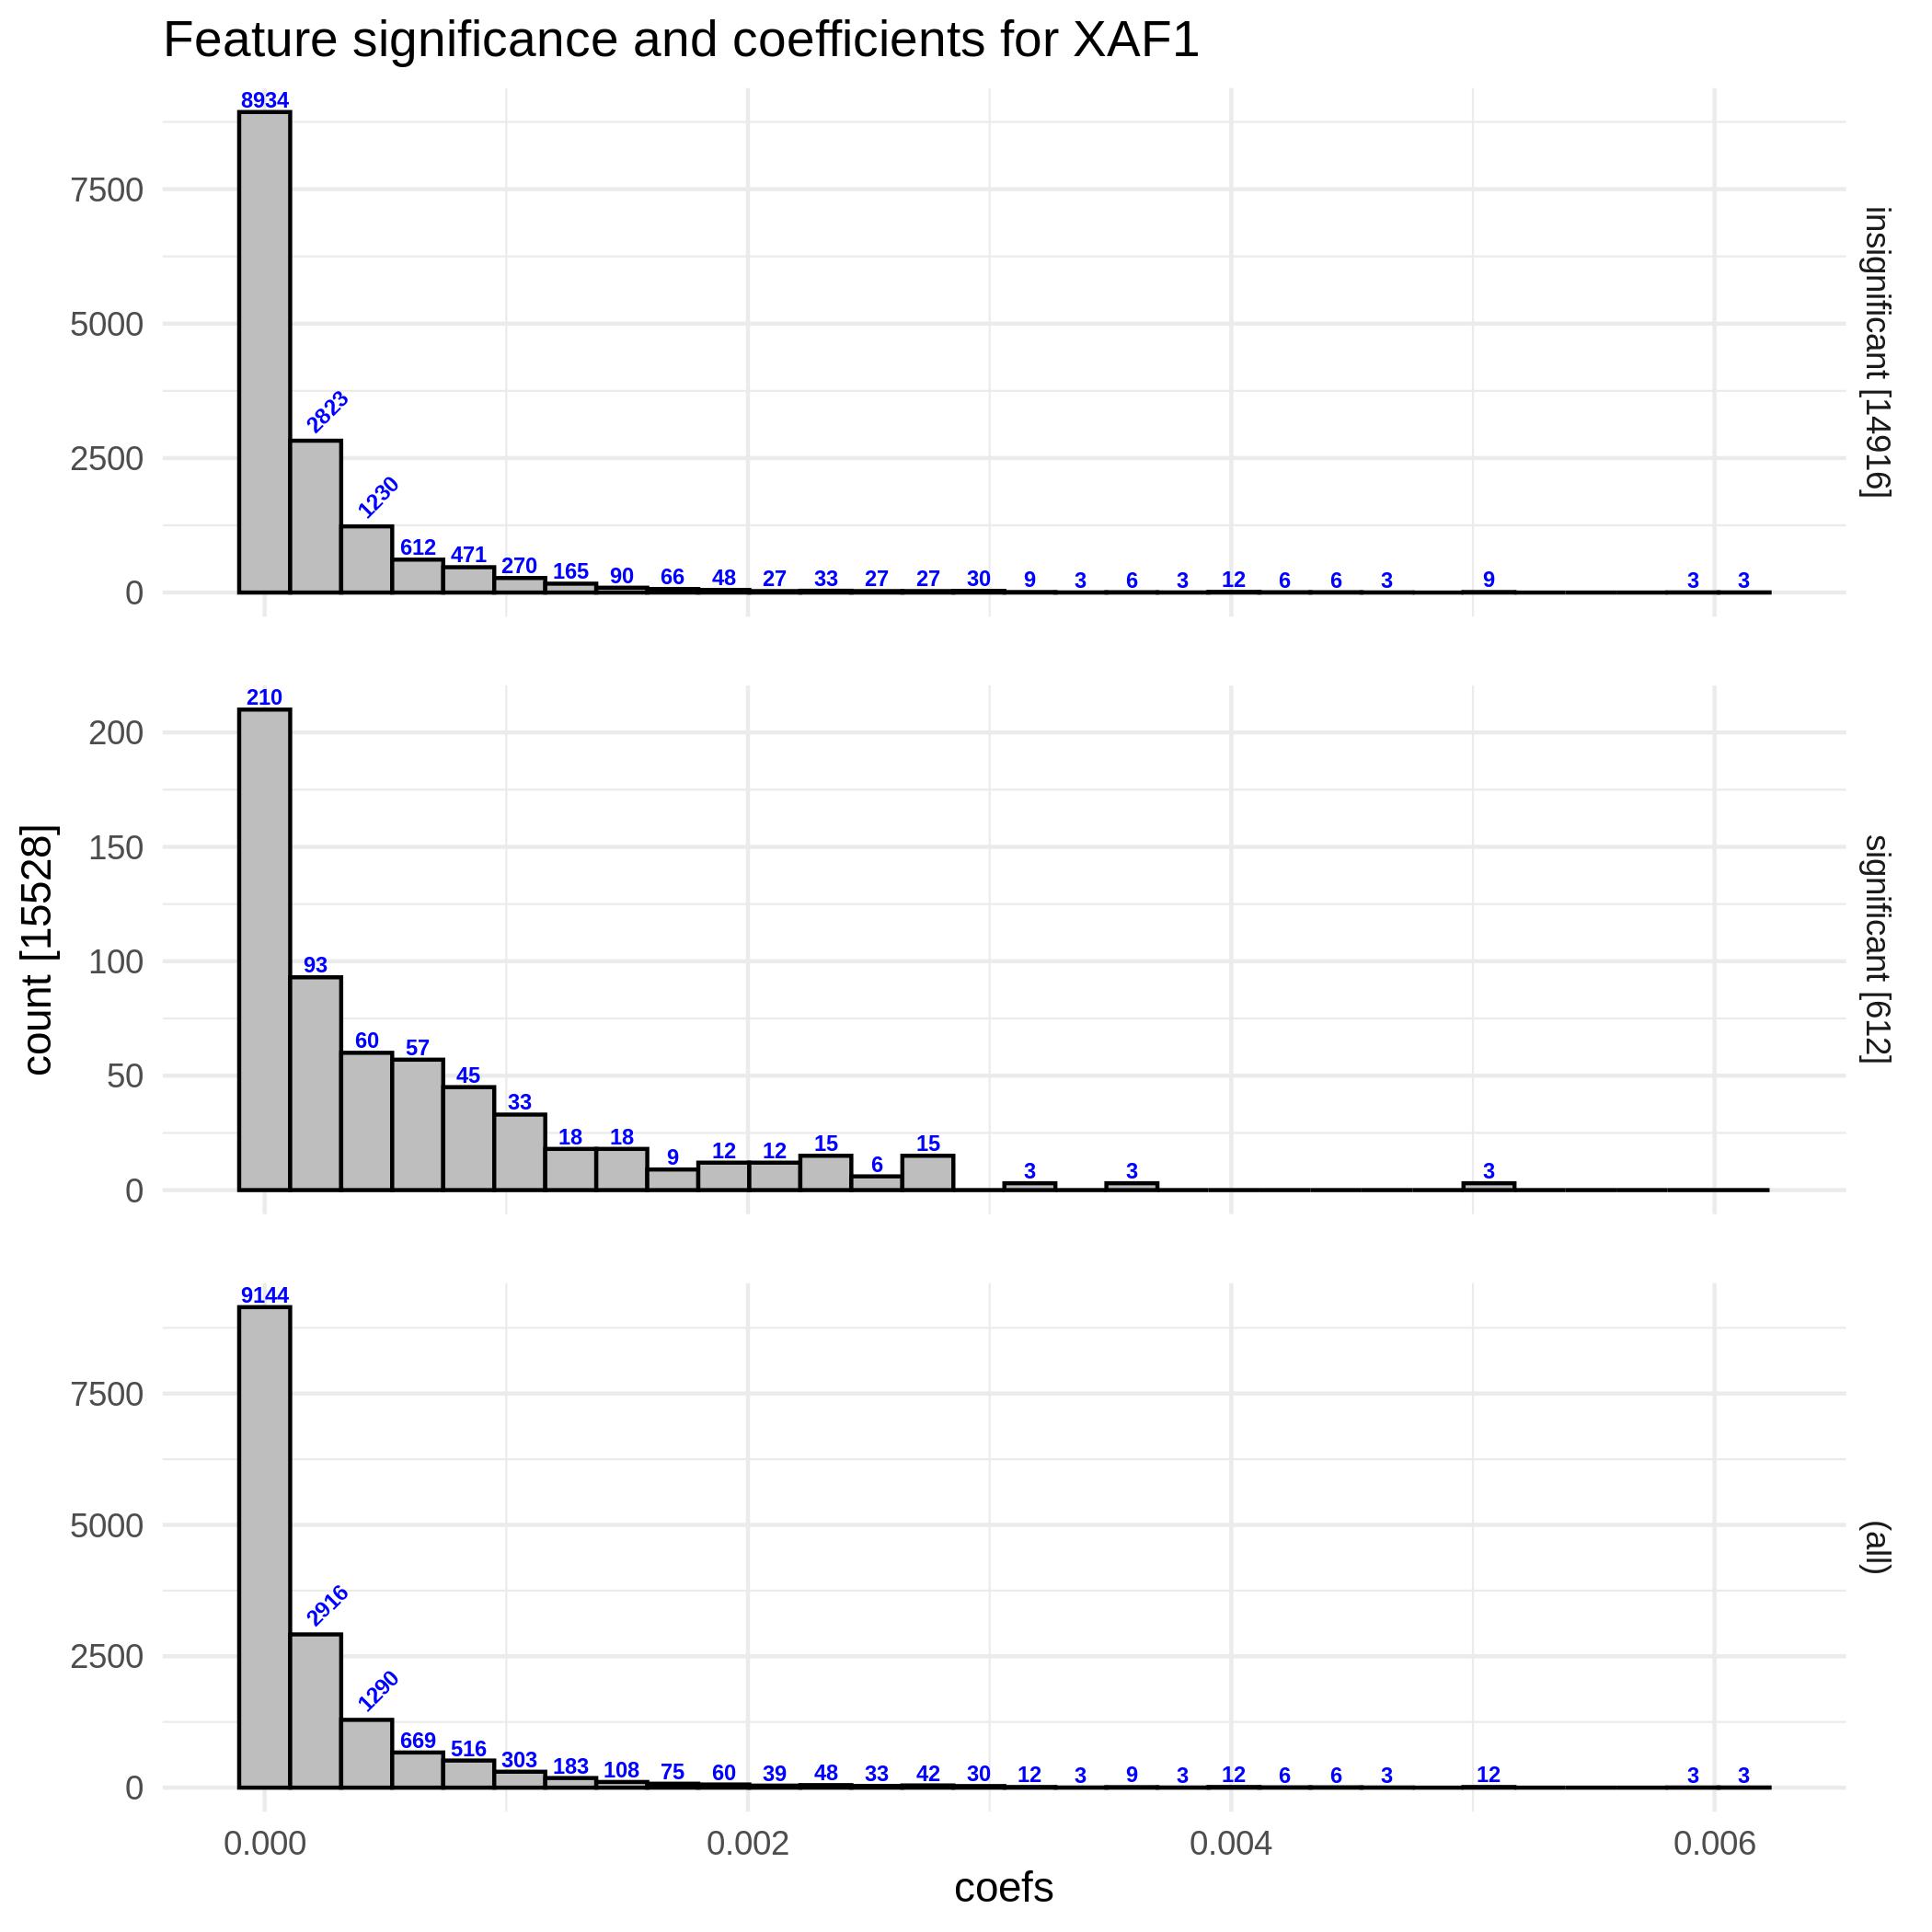 Feature significance and coefficients for XAF1
count [15528]
8934
2823
1230
612 471 270 165 90 66 48 27 33 27 27 30 9 3 6 3 12 6 6 3 9 3 3
7500
5000
2500
0
insignificant [14916]
210
93
60 57 45 33 18 18 9 12 12 15 6 15 3 3 3
200
150
100
50
0
significant [612]
9144
2916
1290
669 516 303 183 108 75 60 39 48 33 42 30 12 3 9 3 12 6 6 3 12 3 3
7500
5000
2500
0
(all)
0.000 0.002 0.004 0.006
coefs